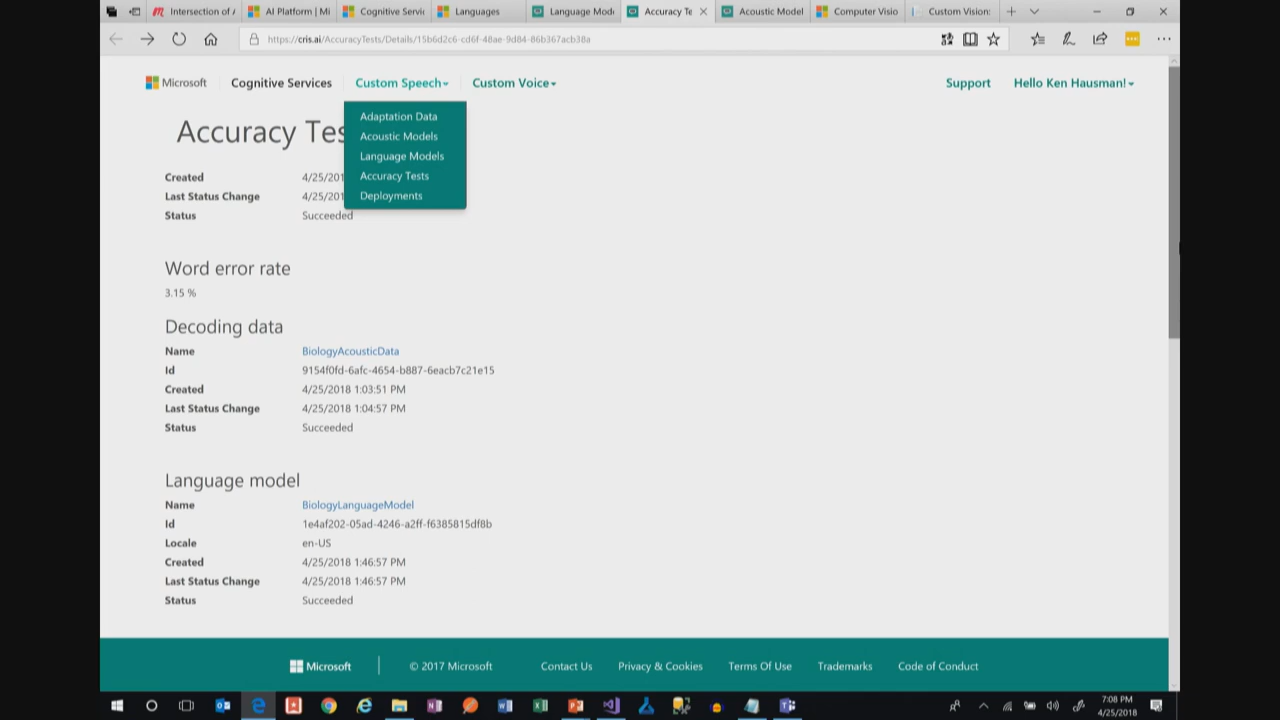 Intersection of A
AI Platform | Mi
Cognitive Servi
Languages
Language Mode
Accuracy Te
Acoustic Model
Computer Visio
Custom Vision:
https://cris.ai/AccuracyTests/Details/15b6d2c6-cd6f-48ae-9d84-86b367acb38a
Microsoft
Cognitive Services
Custom Speech
Custom Voice
Support
Hello Ken Hausman!
Adaptation Data
Acoustic Models
Language Models
Accuracy Tests
Deployments
Accuracy Tes
Created 4/25/201
Last Status Change 4/25/201
Status Succeeded
Word error rate
3.15 %
Decoding data
Name BiologyAcousticData
Id 9154f0fd-6afc-4654-b887-6eacb7c21e15
Created 4/25/2018 1:03:51 PM
Last Status Change 4/25/2018 1:04:57 PM
Status Succeeded
Language model
Name BiologyLanguageModel
Id 1e4af202-05ad-4246-a2ff-f6385815df8b
Locale en-US
Created 4/25/2018 1:46:57 PM
Last Status Change 4/25/2018 1:46:57 PM
Status Succeeded
Microsoft
© 2017 Microsoft
Contact Us
Privacy & Cookies
Terms Of Use
Trademarks
Code of Conduct
7:08 PM
4/25/2018